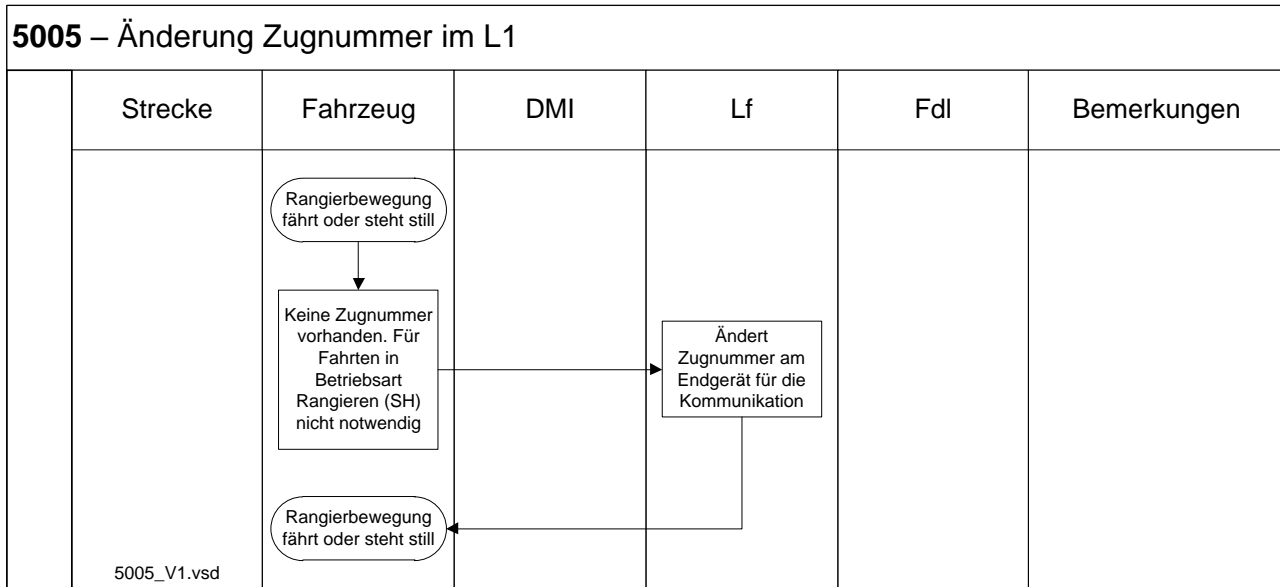 5005 – Änderung Zugnummer im L1
Strecke
Fahrzeug
DMI
Lf
Fdl
Bemerkungen
Rangierbewegung
fährt oder steht still
Keine Zugnummer
vorhanden. Für
Fahrten in
Betriebsart
Rangieren (SH)
nicht notwendig
Ändert
Zugnummer am
Endgerät für die
Kommunikation
Rangierbewegung
fährt oder steht still
5005_V1.vsd